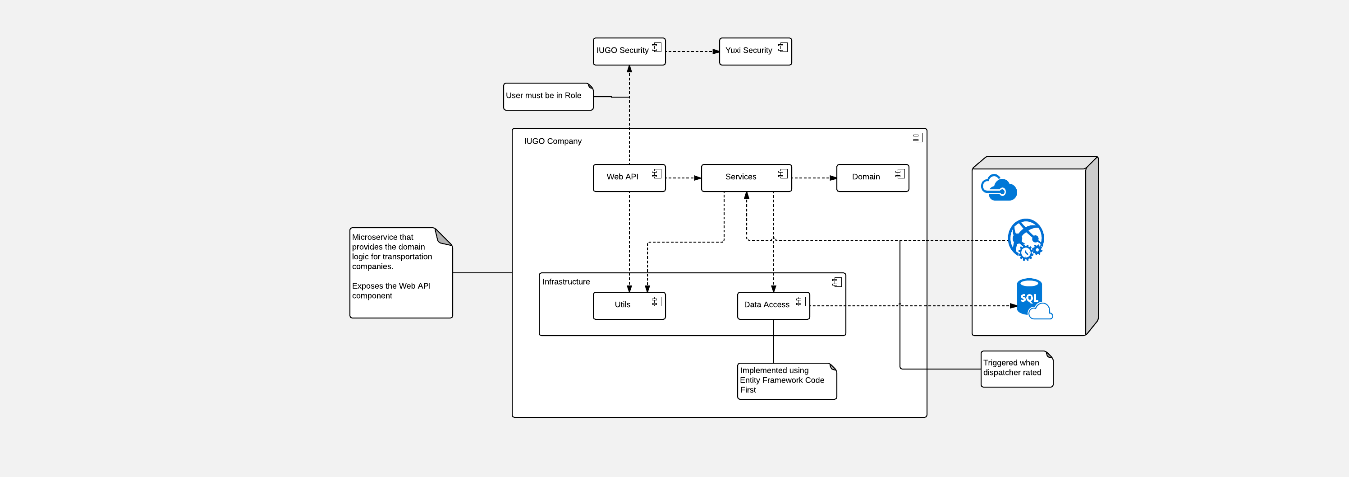 IUGO Security
Yuxi Security
User must be in Role
IUGO Company
Web API
Services
Domain
Microservice that
provides the domain
logic for transportation
companies.
Exposes the Web API
component
Infrastructure
Utils
Data Access
SQL
Triggered when
dispatcher rated
Implemented using
Entity Framework Code
First